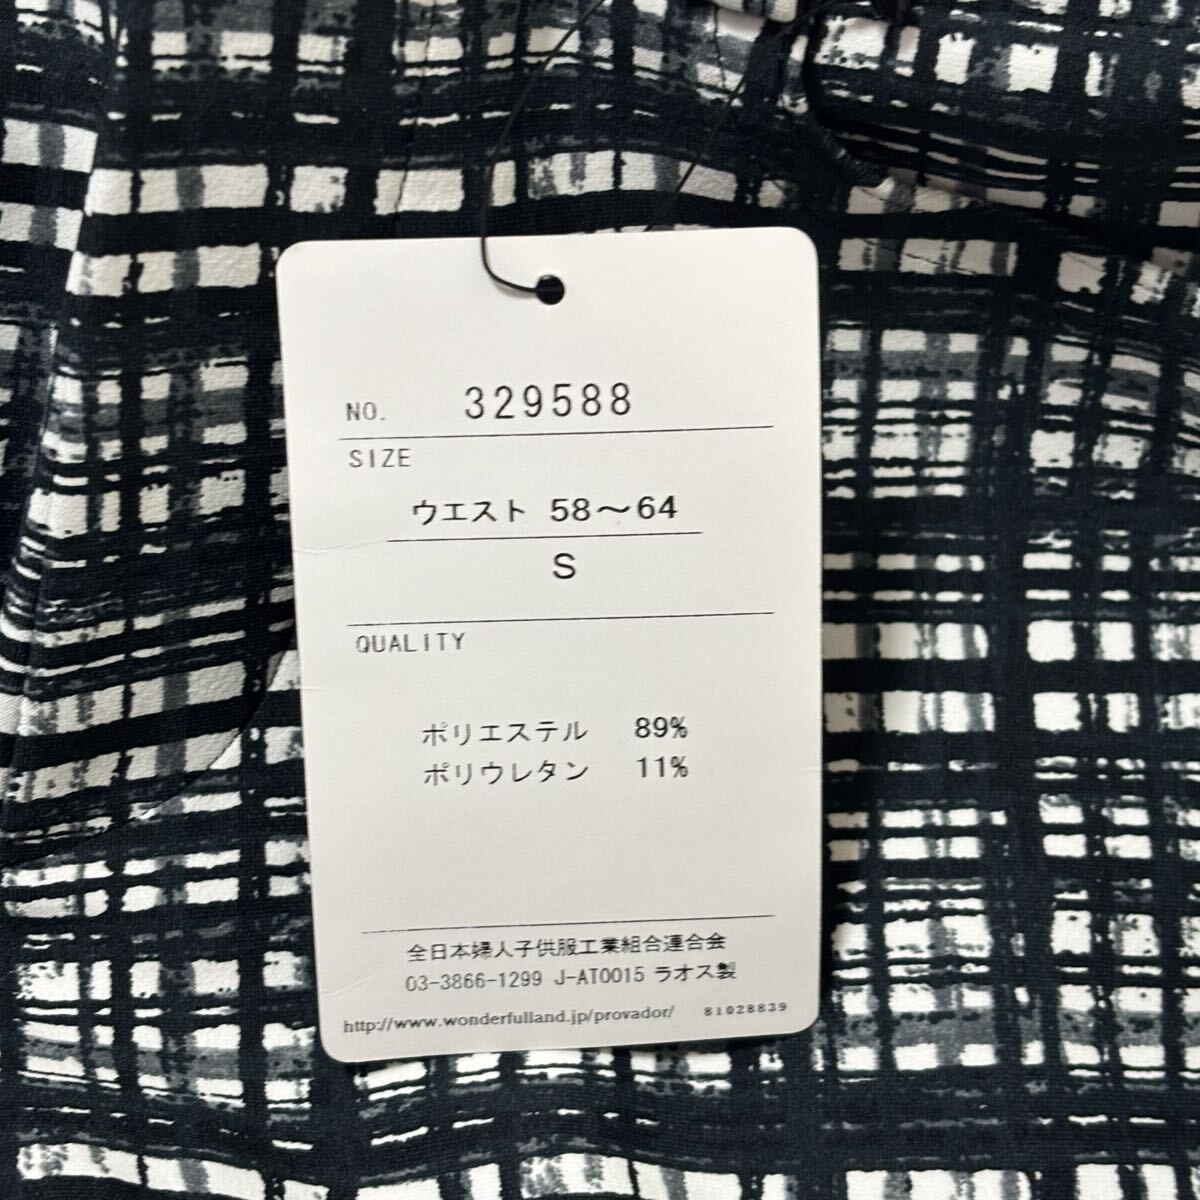 NO. 329588
SIZE
ウエスト 58～64
S
QUALITY
ポリエステル 89%
ポリウレタン 11%
全日本婦人子供服工業組合連合会
03-3866-1299 J-AT0015 ラオス製
http://www.wonderfulland.jp/provador/ 81028839